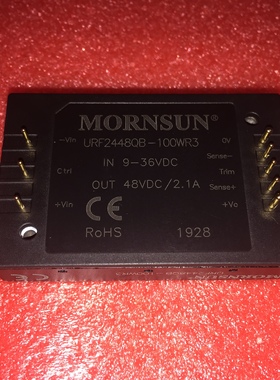 MORNSUN®
URF2448QB-100WR3
-Vin
0V
Sense-
IN 9-36VDC
Ctrl
Trim
OUT 48VDC/2.1A
Sense+
+Vin
CE
+Vo
RoHS 1928